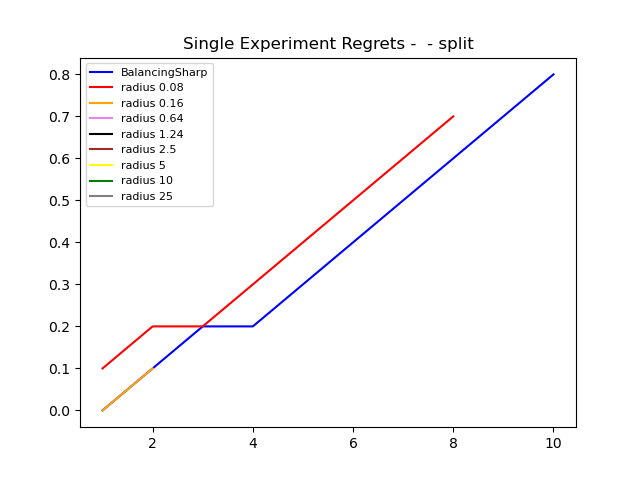 Single Experiment Regrets -  - split
0.8
0.7
0.6
0.5
0.4
0.3
0.2
0.1
0.0
BalancingSharp
radius 0.08
radius 0.16
radius 0.64
radius 1.24
radius 2.5
radius 5
radius 10
radius 25
2 4 6 8 10